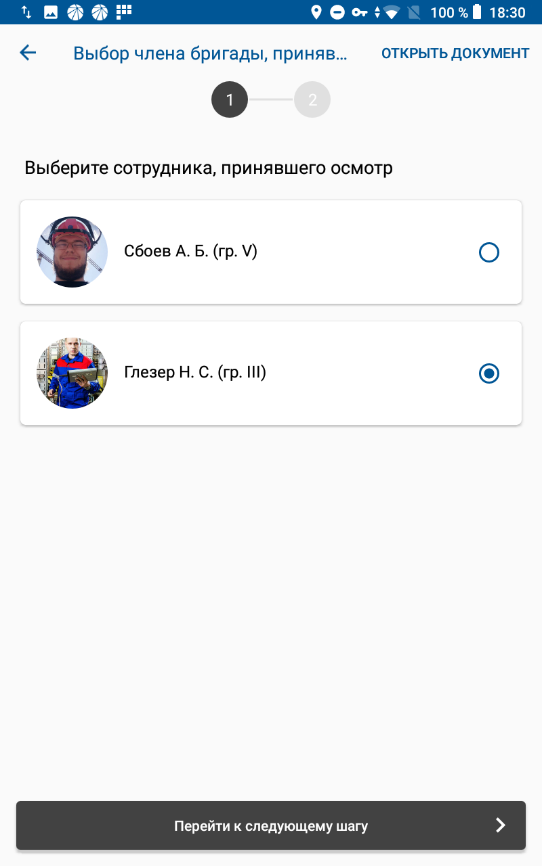 100 % 18:30
Выбор члена бригады, приняв... ОТКРЫТЬ ДОКУМЕНТ
1 2
Выберите сотрудника, принявшего осмотр
Сбоев А. Б. (гр. V)
Глезер Н. С. (гр. III)
Перейти к следующему шагу